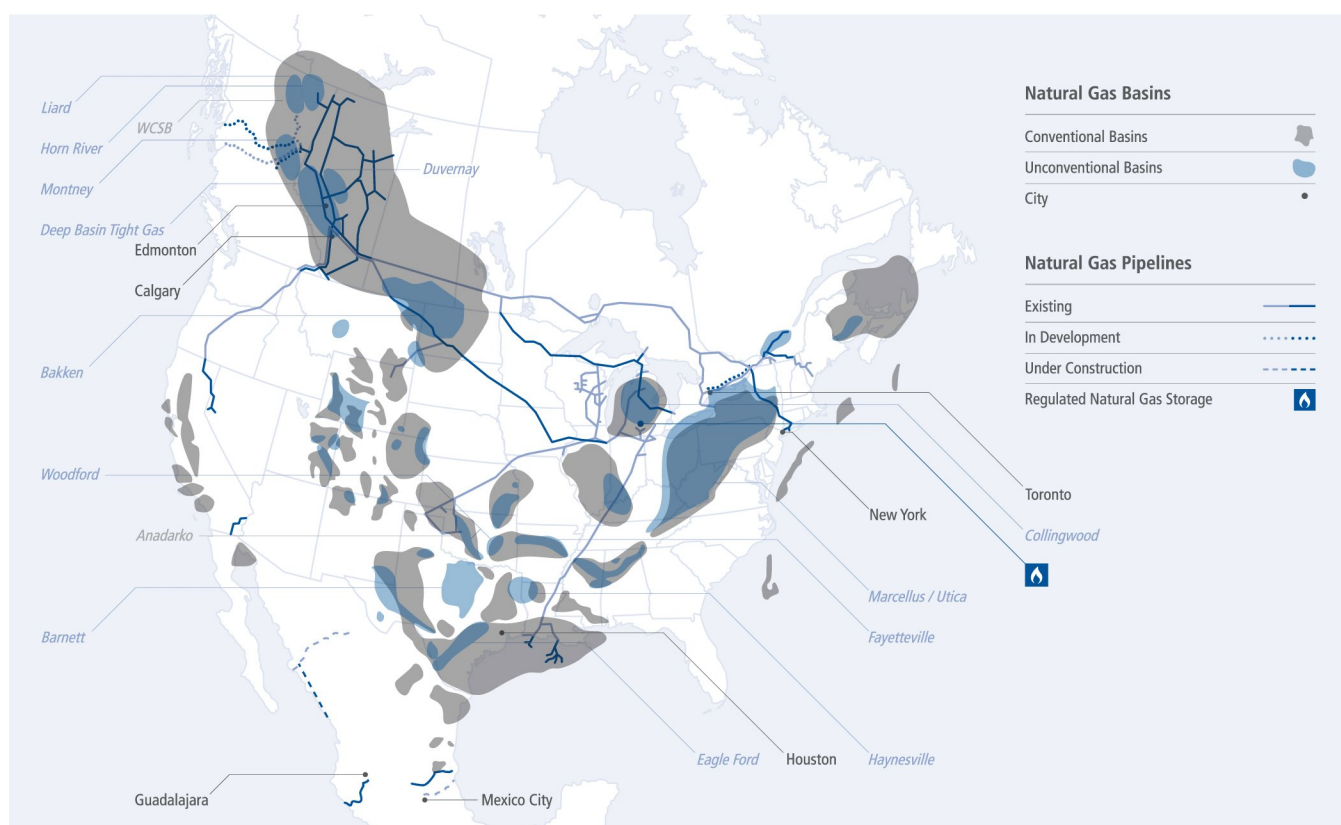 Liard
WCSB
Horn River
Montney
Duvernay
Deep Basin Tight Gas
Edmonton
Calgary
Bakken
Woodford
Anadarko
Barnett
Guadalajara
Mexico City
Eagle Ford
Houston
Haynesville
Fayetteville
Marcellus / Utica
New York
Collingwood
Toronto
Natural Gas Basins
Conventional Basins
Unconventional Basins
City
Natural Gas Pipelines
Existing
In Development
Under Construction
Regulated Natural Gas Storage